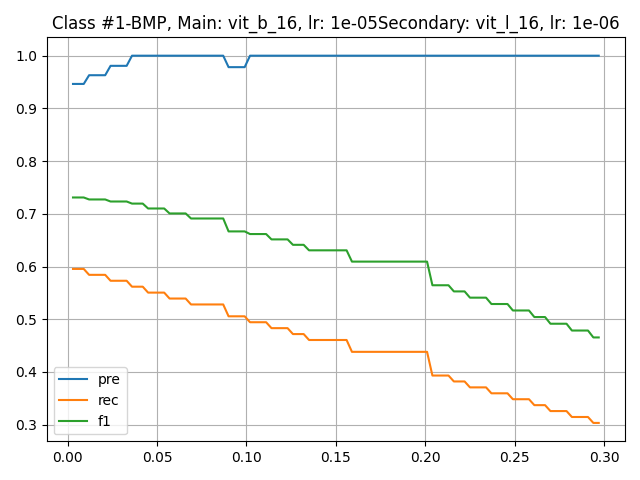 Class #1-BMP, Main: vit_b_16, lr: 1e-05Secondary: vit_l_16, lr: 1e-06
1.0
0.9
0.8
0.7
0.6
0.5
0.4
0.3
pre
rec
f1
0.00 0.05 0.10 0.15 0.20 0.25 0.30